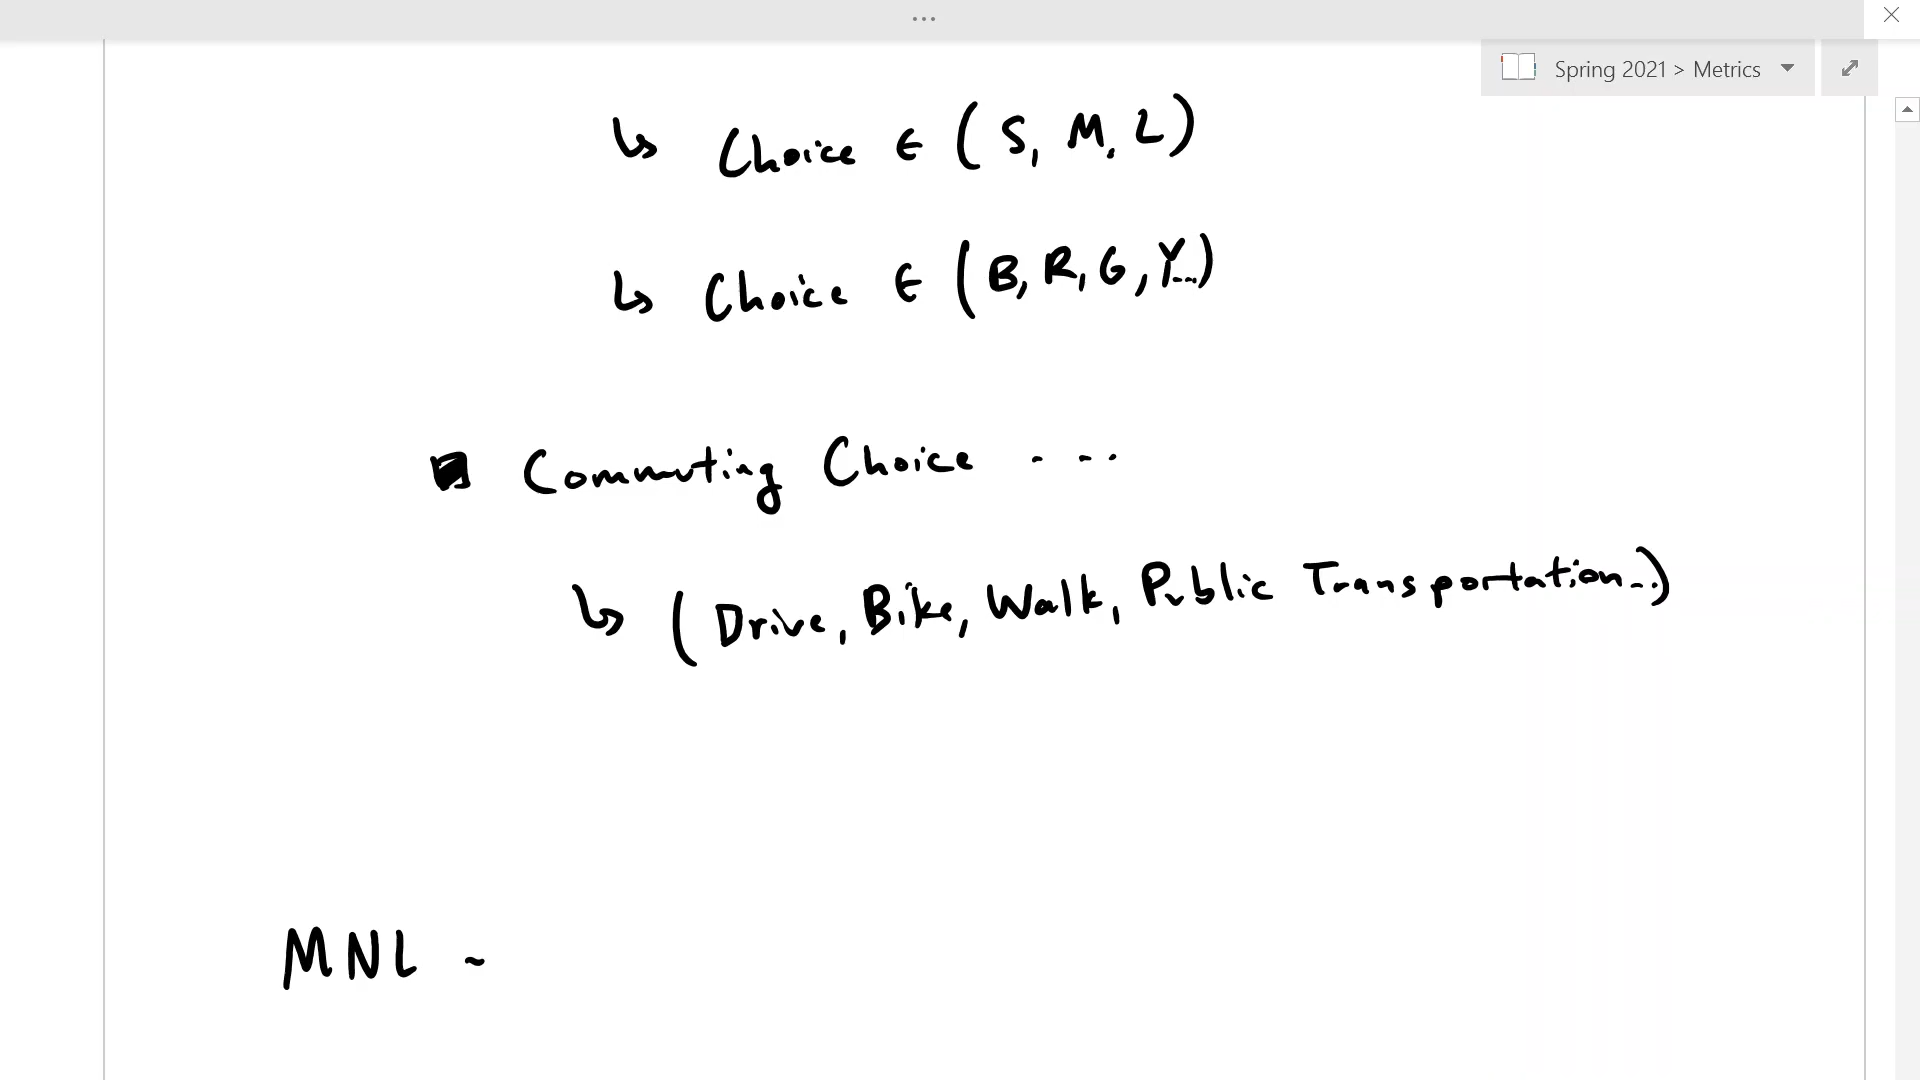 ...
Spring 2021 > Metrics
↳ Choice ∈ (S, M, L)
↳ Choice ∈ (B, R, G, Y...)
Commuting Choice ...
↳ (Drive, Bike, Walk, Public Transportation..)
MNL ~